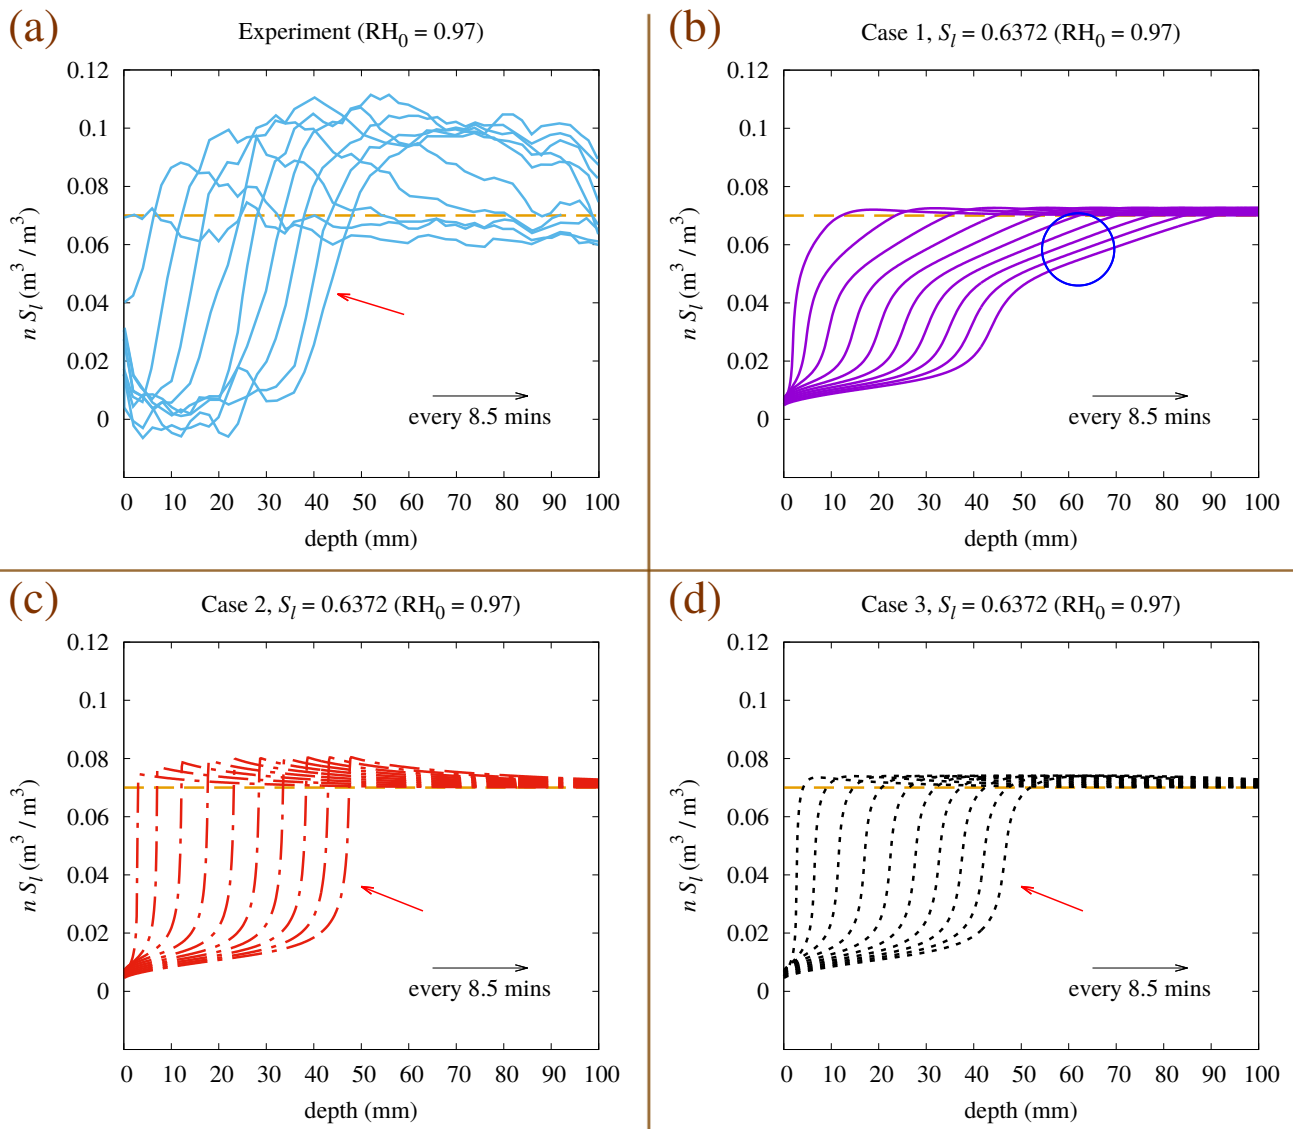 (a)
Experiment (RH₀ = 0.97)
0.12
0.1
0.08
0.06
0.04
0.02
0
n Sₗ (m³ / m³)
every 8.5 mins
0 10 20 30 40 50 60 70 80 90 100
depth (mm)
(b)
Case 1, Sₗ = 0.6372 (RH₀ = 0.97)
0.12
0.1
0.08
0.06
0.04
0.02
0
n Sₗ (m³ / m³)
every 8.5 mins
0 10 20 30 40 50 60 70 80 90 100
depth (mm)
(c)
Case 2, Sₗ = 0.6372 (RH₀ = 0.97)
0.12
0.1
0.08
0.06
0.04
0.02
0
n Sₗ (m³ / m³)
every 8.5 mins
0 10 20 30 40 50 60 70 80 90 100
depth (mm)
(d)
Case 3, Sₗ = 0.6372 (RH₀ = 0.97)
0.12
0.1
0.08
0.06
0.04
0.02
0
n Sₗ (m³ / m³)
every 8.5 mins
0 10 20 30 40 50 60 70 80 90 100
depth (mm)